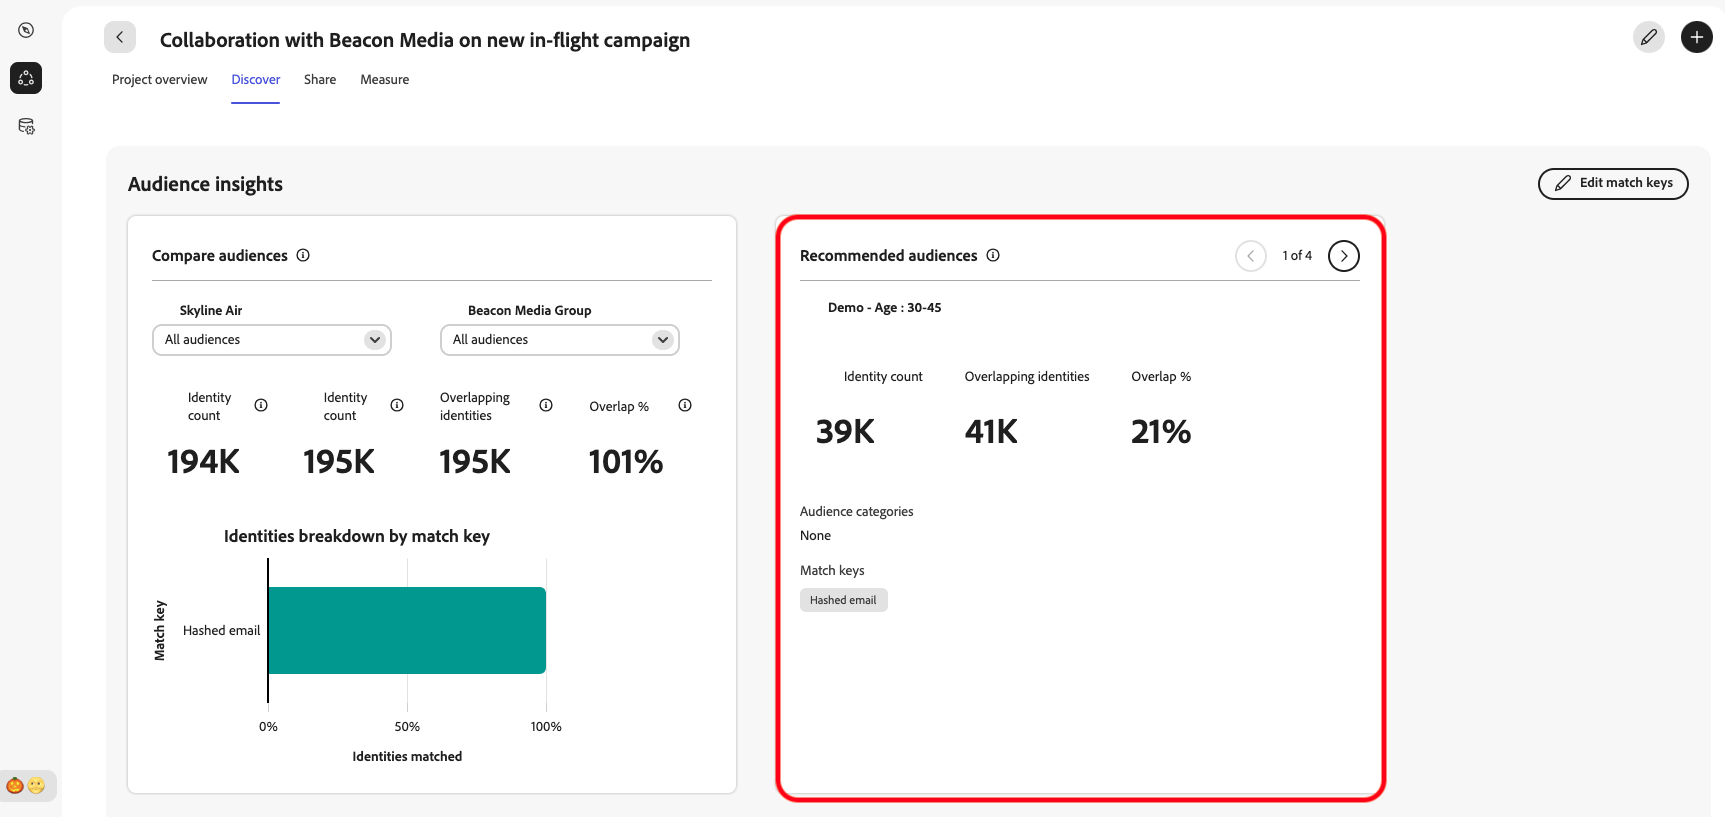 Collaboration with Beacon Media on new in-flight campaign
Project overview
Discover
Share
Measure
Audience insights
Edit match keys
Compare audiences
Skyline Air
Beacon Media Group
All audiences
All audiences
Identity
count
Identity
count
Overlapping
identities
Overlap %
194K
195K
195K
101%
Identities breakdown by match key
Match key
Hashed email
0%
50%
100%
Identities matched
Recommended audiences
1 of 4
Demo - Age : 30-45
Identity count
Overlapping identities
Overlap %
39K
41K
21%
Audience categories
None
Match keys
Hashed email